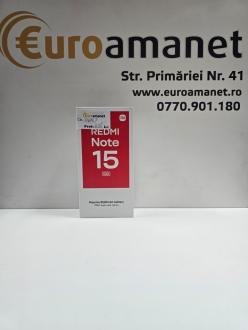 €uroamanet
Str. Primăriei Nr. 41
www.euroamanet.ro
0770.901.180
REDMI
Note
15